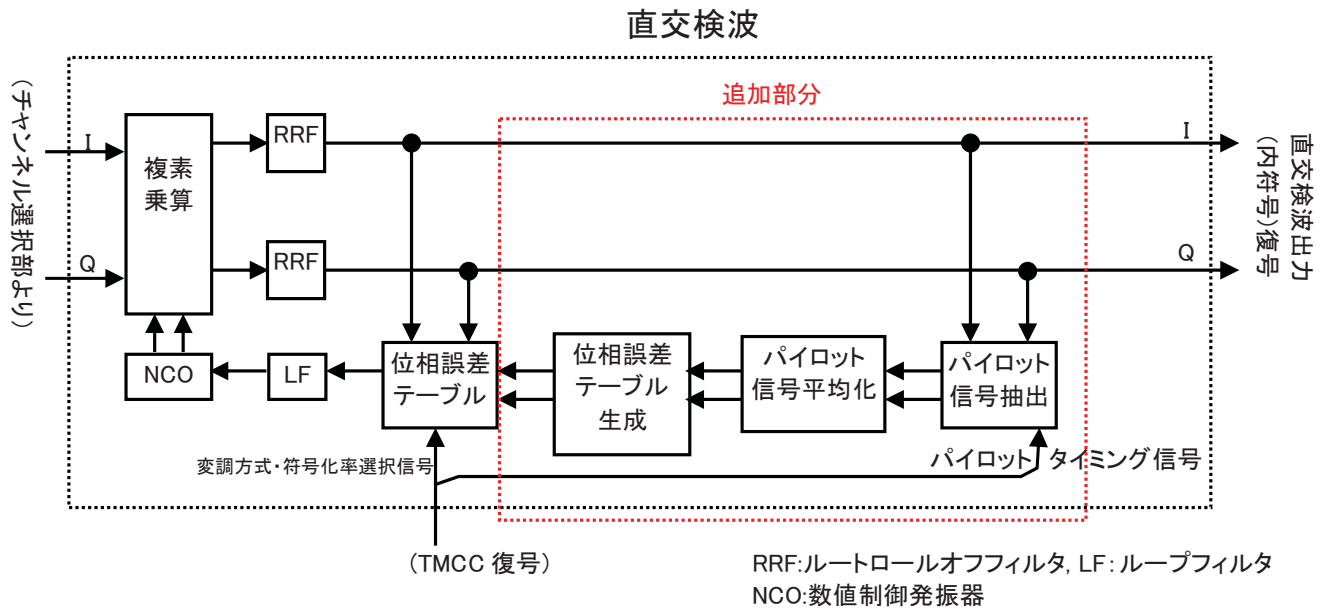 直交検波
追加部分
(チャンネル選択部より)
I
Q
複素
乗算
RRF
RRF
I
Q
直交検波出力
(内符号)復号
NCO
LF
位相誤差
テーブル
位相誤差
テーブル
生成
パイロット
信号平均化
パイロット
信号抽出
変調方式・符号化率選択信号
パイロット タイミング信号
(TMCC 復号)
RRF:ルートロールオフフィルタ, LF: ループフィルタ
NCO:数値制御発振器